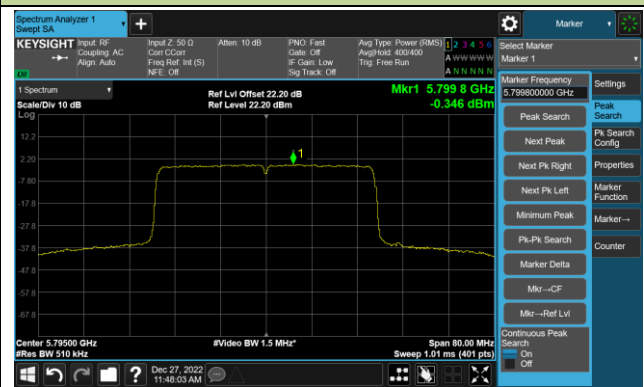 Spectrum Analyzer 1
Swept SA
+
Marker
KEYSIGHT
Input: RF
Coupling: AC
Align: Auto
Input Z: 50 Ω
Corr CCorr
Freq Ref: Int (S)
NFE: Off
Atten: 10 dB
PNO: Fast
Gate: Off
IF Gain: Low
Sig Track: Off
Avg Type: Power (RMS)
Avg|Hold: 400/400
Trig: Free Run
1 2 3 4 5 6
A W W W W W
A N N N N N
Select Marker
Marker 1
1 Spectrum
Scale/Div 10 dB
Log
Ref Lvl Offset 22.20 dB
Ref Level 22.20 dBm
Mkr1 5.799 8 GHz
-0.346 dBm
12.2
2.20
-7.80
-17.8
-27.8
-37.8
-47.8
-57.8
-67.8
1
Center 5.79500 GHz
#Res BW 510 kHz
#Video BW 1.5 MHz*
Span 80.00 MHz
Sweep 1.01 ms (401 pts)
Marker Frequency
5.799800000 GHz
Peak Search
Next Peak
Next Pk Right
Next Pk Left
Minimum Peak
Pk-Pk Search
Marker Delta
Mkr→CF
Mkr→Ref Lvl
Continuous Peak
Search
On
Off
Settings
Peak
Search
Pk Search
Config
Properties
Marker
Function
Marker→
Counter
?
Dec 27, 2022
11:48:03 AM